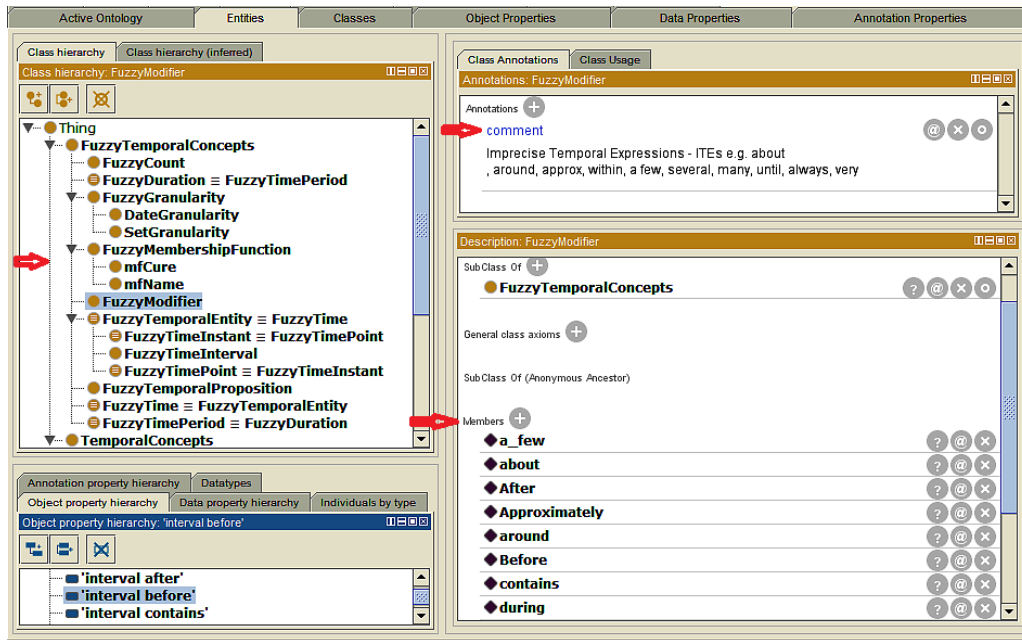 Active Ontology
Entities
Classes
Object Properties
Data Properties
Annotation Properties
Class hierarchy
Class hierarchy (inferred)
Class hierarchy: FuzzyModifier
Thing
FuzzyTemporalConcepts
FuzzyCount
FuzzyDuration ≡ FuzzyTimePeriod
FuzzyGranularity
DateGranularity
SetGranularity
FuzzyMembershipFunction
mfCure
mfName
FuzzyModifier
FuzzyTemporalEntity ≡ FuzzyTime
FuzzyTimeInstant ≡ FuzzyTimePoint
FuzzyTimeInterval
FuzzyTimePoint ≡ FuzzyTimeInstant
FuzzyTemporalProposition
FuzzyTime ≡ FuzzyTemporalEntity
FuzzyTimePeriod ≡ FuzzyDuration
TemporalConcepts
Annotation property hierarchy
Datatypes
Object property hierarchy
Data property hierarchy
Individuals by type
Object property hierarchy: 'interval before'
'interval after'
'interval before'
'interval contains'
Class Annotations
Class Usage
Annotations: FuzzyModifier
Annotations
comment
Imprecise Temporal Expressions - ITEs e.g. about
, around, approx, within, a few, several, many, until, always, very
Description: FuzzyModifier
SubClass Of
FuzzyTemporalConcepts
General class axioms
SubClass Of (Anonymous Ancestor)
Members
a_few
about
After
Approximately
around
Before
contains
during